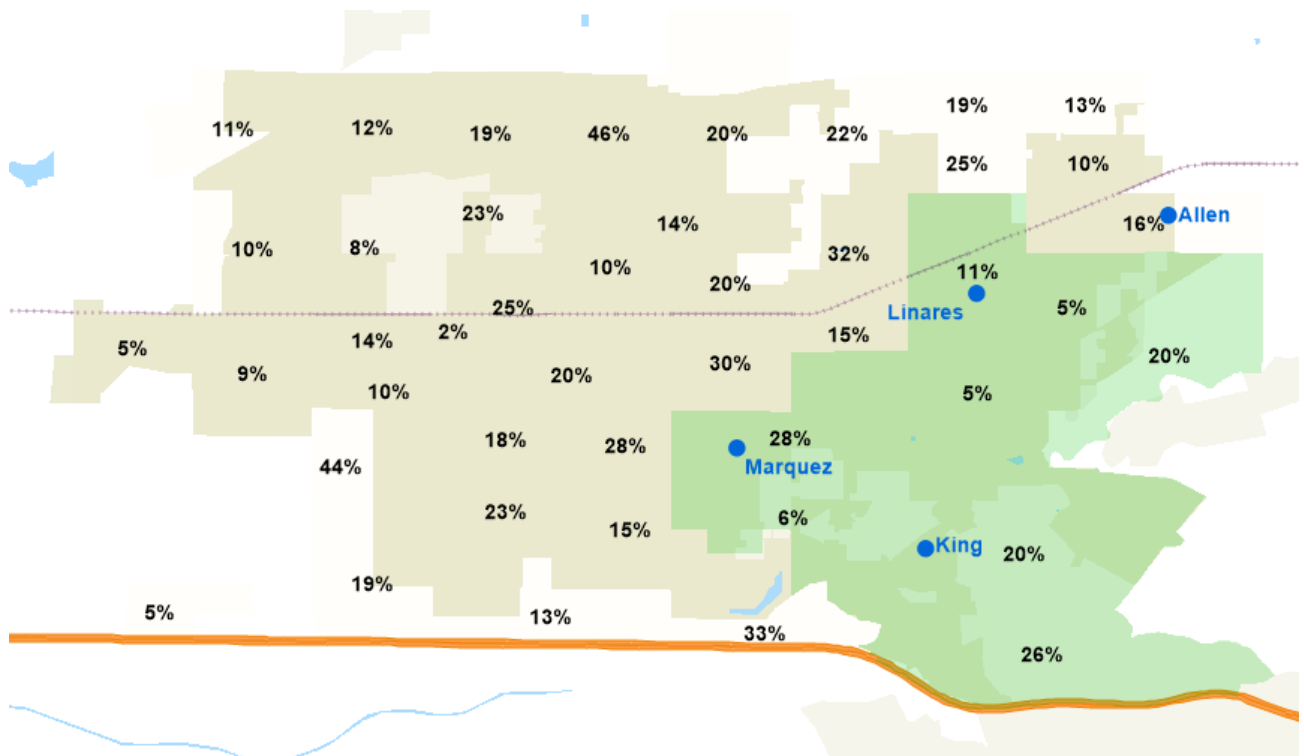 19% 13%
11% 12% 19% 46% 20% 22%
25% 10%
23% 14% 16% Allen
10% 8% 32%
10% 20% 11%
25% Linares 5%
14% 2% 15%
5% 20%
9% 20% 30%
10% 5%
18% 28% 28%
44% Marquez
23% 6%
15% King
20%
19%
5% 13%
33%
26%